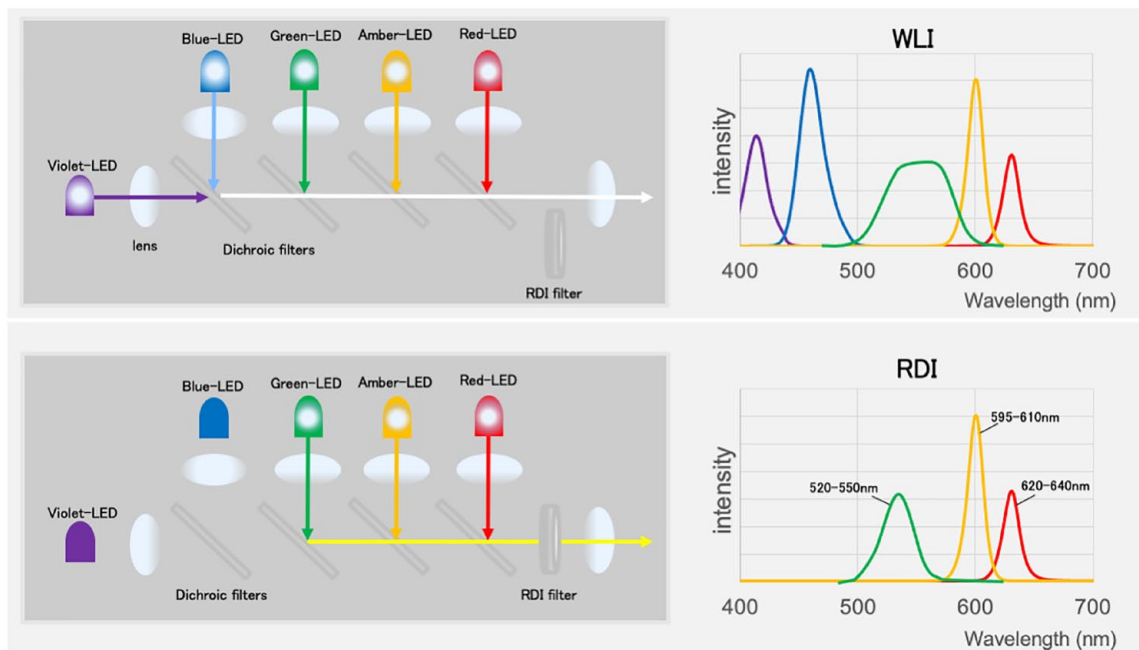 Blue-LED
Green-LED
Amber-LED
Red-LED
Violet-LED
lens
Dichroic filters
RDI filter
WLI
intensity
400
500
600
700
Wavelength (nm)
Blue-LED
Green-LED
Amber-LED
Red-LED
Violet-LED
Dichroic filters
RDI filter
RDI
intensity
595-610nm
520-550nm
620-640nm
400
500
600
700
Wavelength (nm)